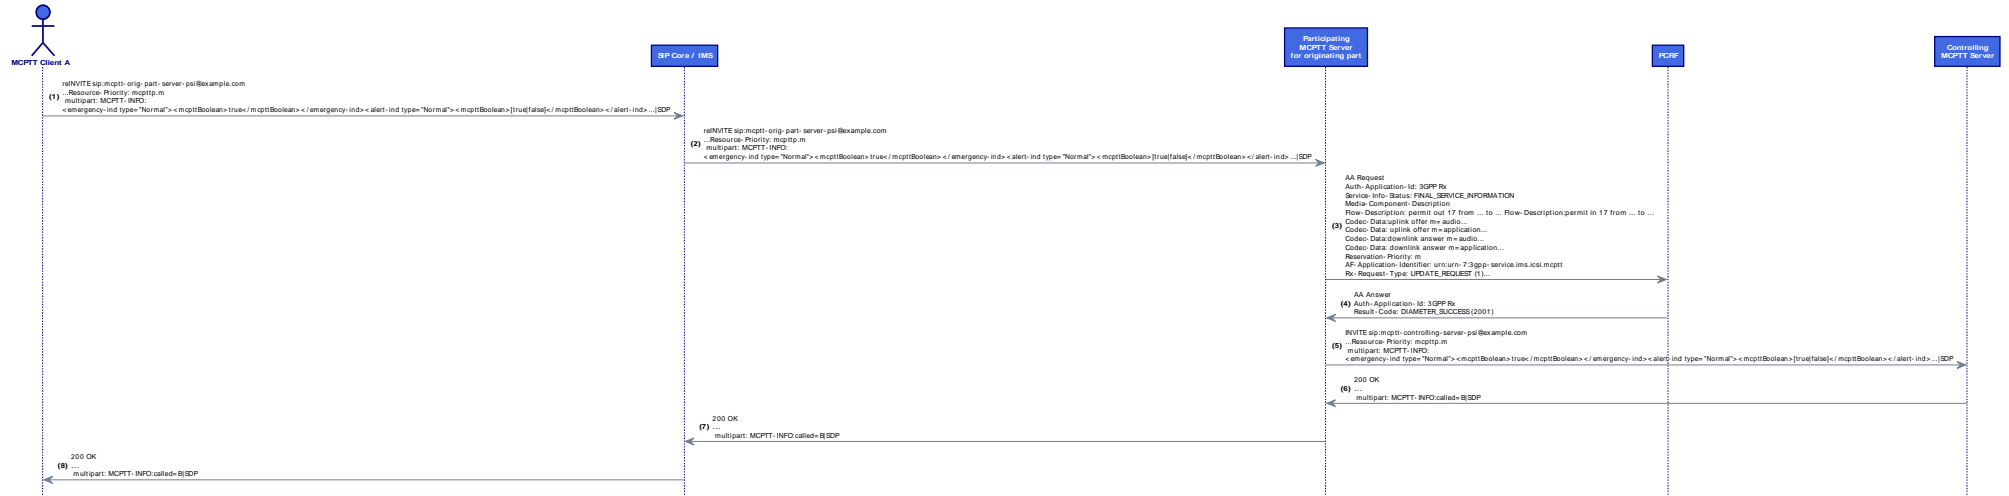 MCPTT Client A
SIP Core / IMS
Participating
MCPTT Server
for originating part
PCRF
Controlling
MCPTT Server
(1)
reINVITE sip:mcptt-orig-part-server-psi@example.com
...Resource-Priority: mcpttp.m
multipart: MCPTT-INFO:
<emergency-ind type="Normal"><mcpttBoolean>true</mcpttBoolean></emergency-ind><alert-ind type="Normal"><mcpttBoolean>[true|false]</mcpttBoolean></alert-ind>...|SDP
(2)
reINVITE sip:mcptt-orig-part-server-psi@example.com
...Resource-Priority: mcpttp.m
multipart: MCPTT-INFO:
<emergency-ind type="Normal"><mcpttBoolean>true</mcpttBoolean></emergency-ind><alert-ind type="Normal"><mcpttBoolean>[true|false]</mcpttBoolean></alert-ind>...|SDP
(3)
AA Request
Auth-Application-Id: 3GPP Rx
Service-Info-Status: FINAL_SERVICE_INFORMATION
Media-Component-Description
Flow-Description: permit out 17 from ... to ... Flow-Description:permit in 17 from ... to ...
Codec-Data:uplink offer m=audio...
Codec-Data: uplink offer m=application...
Codec-Data:downlink answer m=audio...
Codec-Data: downlink answer m=application...
Reservation-Priority: m
AF-Application-Identifier: urn:urn-7:3gpp-service.ims.icsi.mcptt
Rx-Request-Type: UPDATE_REQUEST (1)...
(4)
AA Answer
Auth-Application-Id: 3GPP Rx
Result-Code: DIAMETER_SUCCESS (2001)
(5)
INVITE sip:mcptt-controlling-server-psi@example.com
...Resource-Priority: mcpttp.m
multipart: MCPTT-INFO:
<emergency-ind type="Normal"><mcpttBoolean>true</mcpttBoolean></emergency-ind><alert-ind type="Normal"><mcpttBoolean>[true|false]</mcpttBoolean></alert-ind>...|SDP
(6)
200 OK
...
multipart: MCPTT-INFO:called=B|SDP
(7)
200 OK
...
multipart: MCPTT-INFO:called=B|SDP
(8)
200 OK
...
multipart: MCPTT-INFO:called=B|SDP